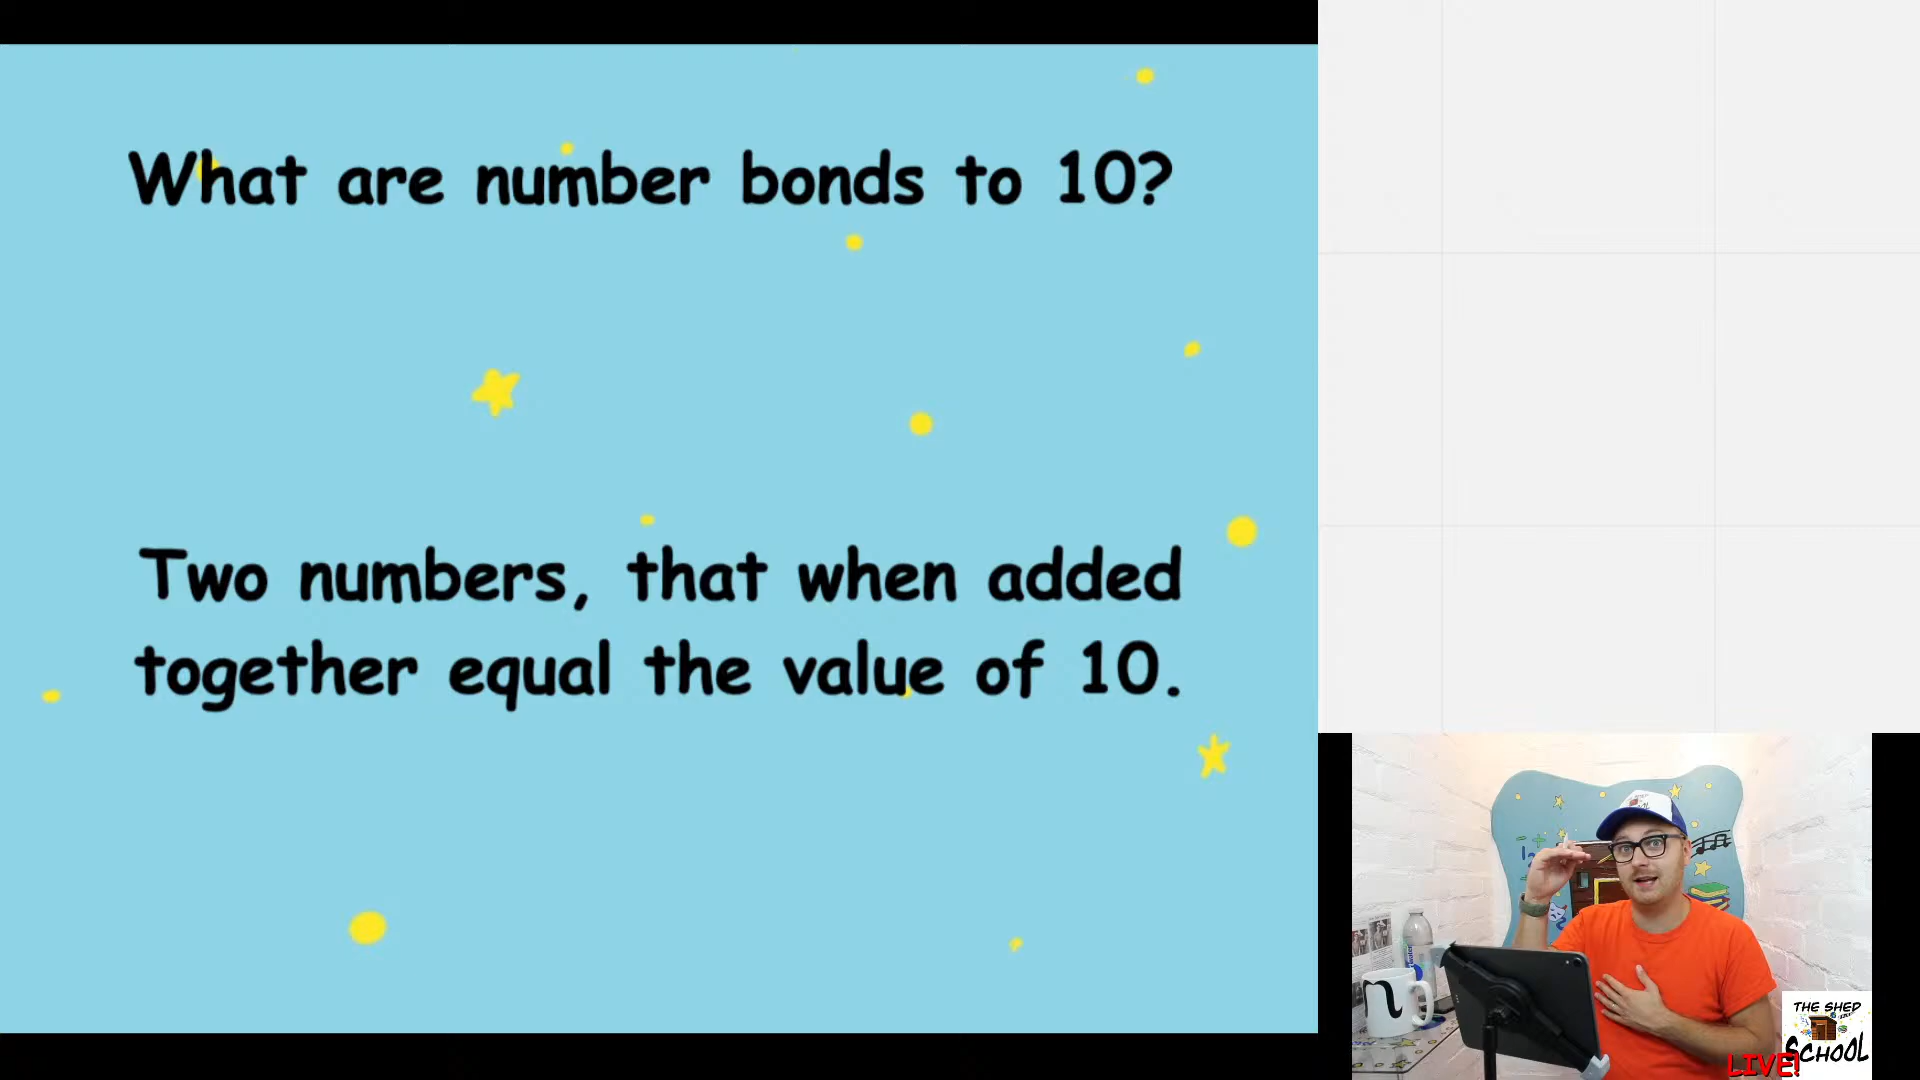 What are number bonds to 10?
Two numbers, that when added
together equal the value of 10.
THE SHED
SCHOOL
LIVE!